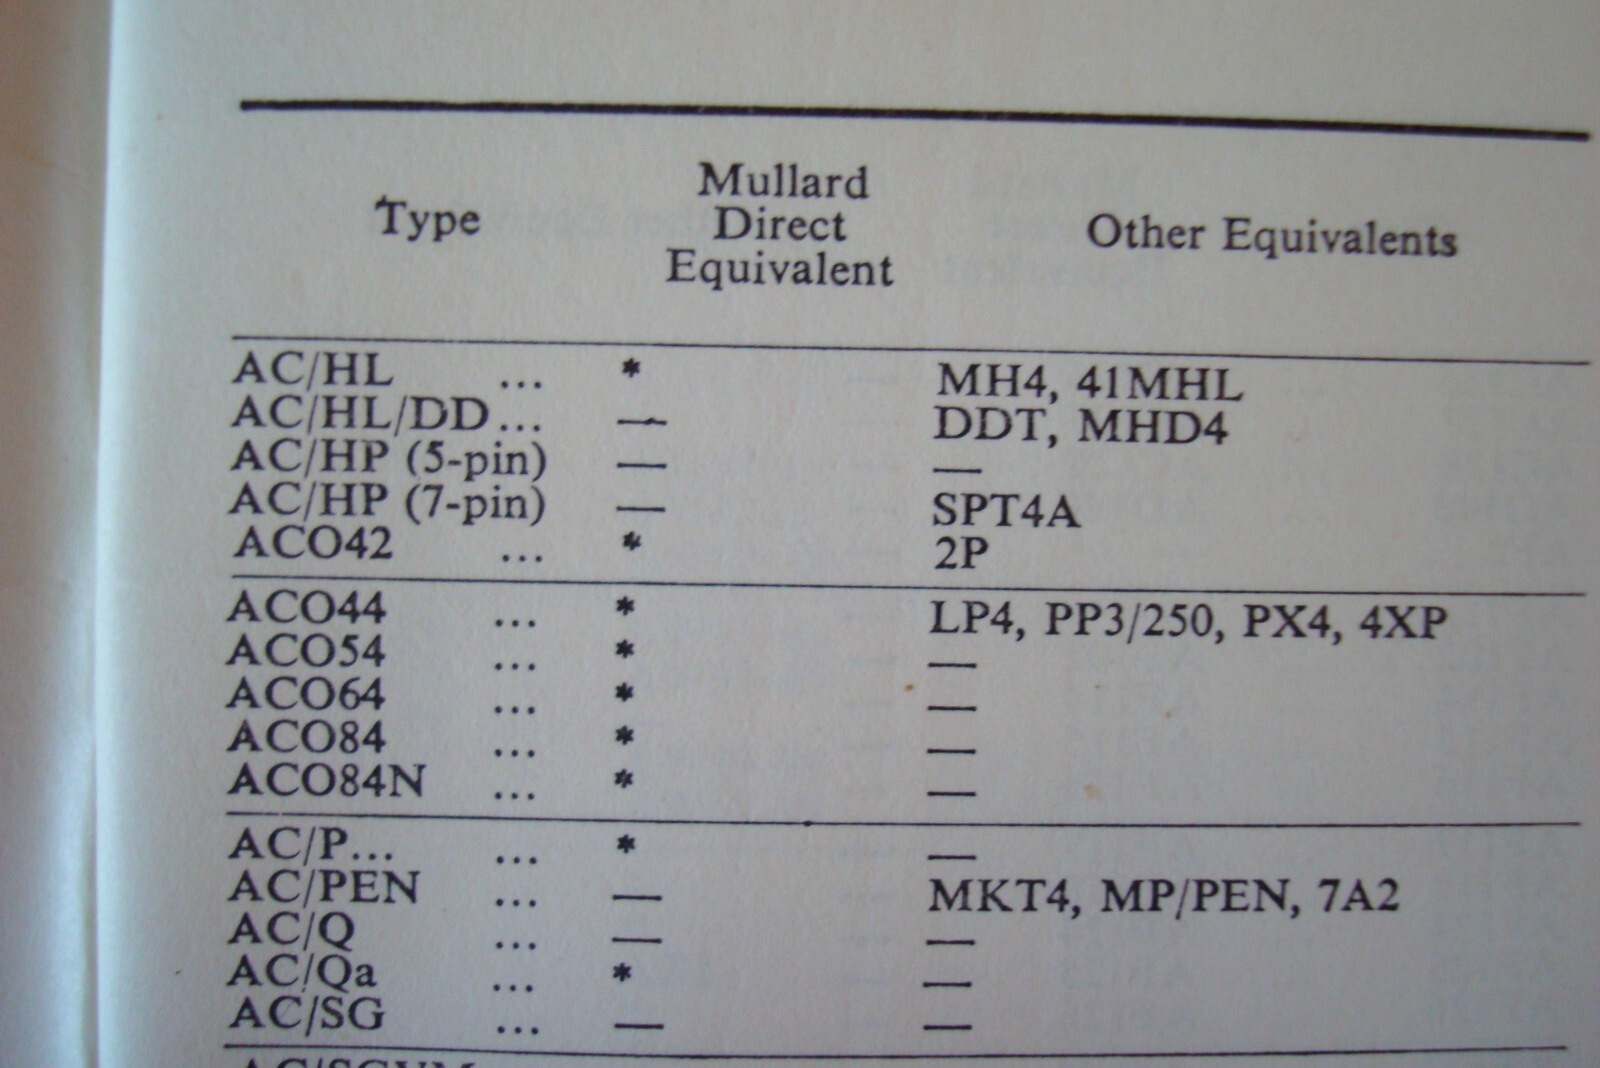 Type Mullard Direct Equivalent Other Equivalents
AC/HL ... * MH4, 41MHL
AC/HL/DD ... — DDT, MHD4
AC/HP (5-pin) — —
AC/HP (7-pin) — SPT4A
ACO42 ... * 2P
ACO44 ... * LP4, PP3/250, PX4, 4XP
ACO54 ... * —
ACO64 ... * —
ACO84 ... * —
ACO84N ... * —
AC/P... ... * —
AC/PEN ... — MKT4, MP/PEN, 7A2
AC/Q ... — —
AC/Qa ... * —
AC/SG ... — —